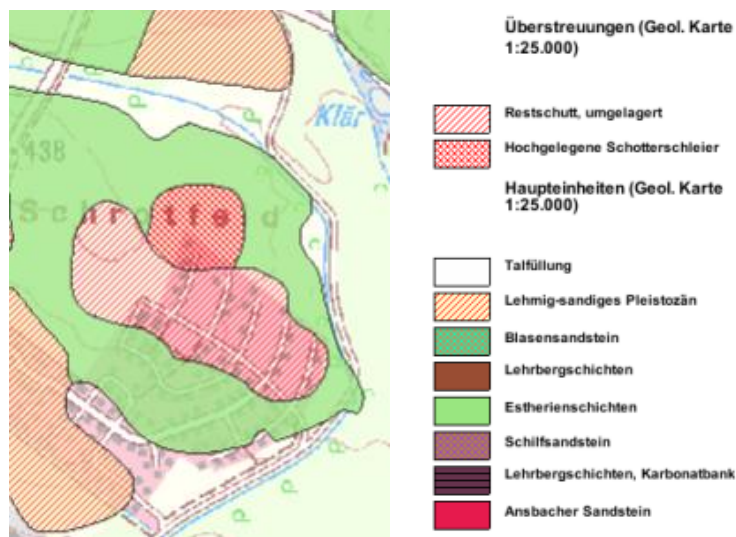 Klär
438
Schrotfeld
P
P
P
P
P
P
Überstreuungen (Geol. Karte
1:25.000)
Restschutt, umgelagert
Hochgelegene Schotterschleier
Haupteinheiten (Geol. Karte
1:25.000)
Talfüllung
Lehmig-sandiges Pleistozän
Blasensandstein
Lehrbergschichten
Estherienschichten
Schilfsandstein
Lehrbergschichten, Karbonatbank
Ansbacher Sandstein